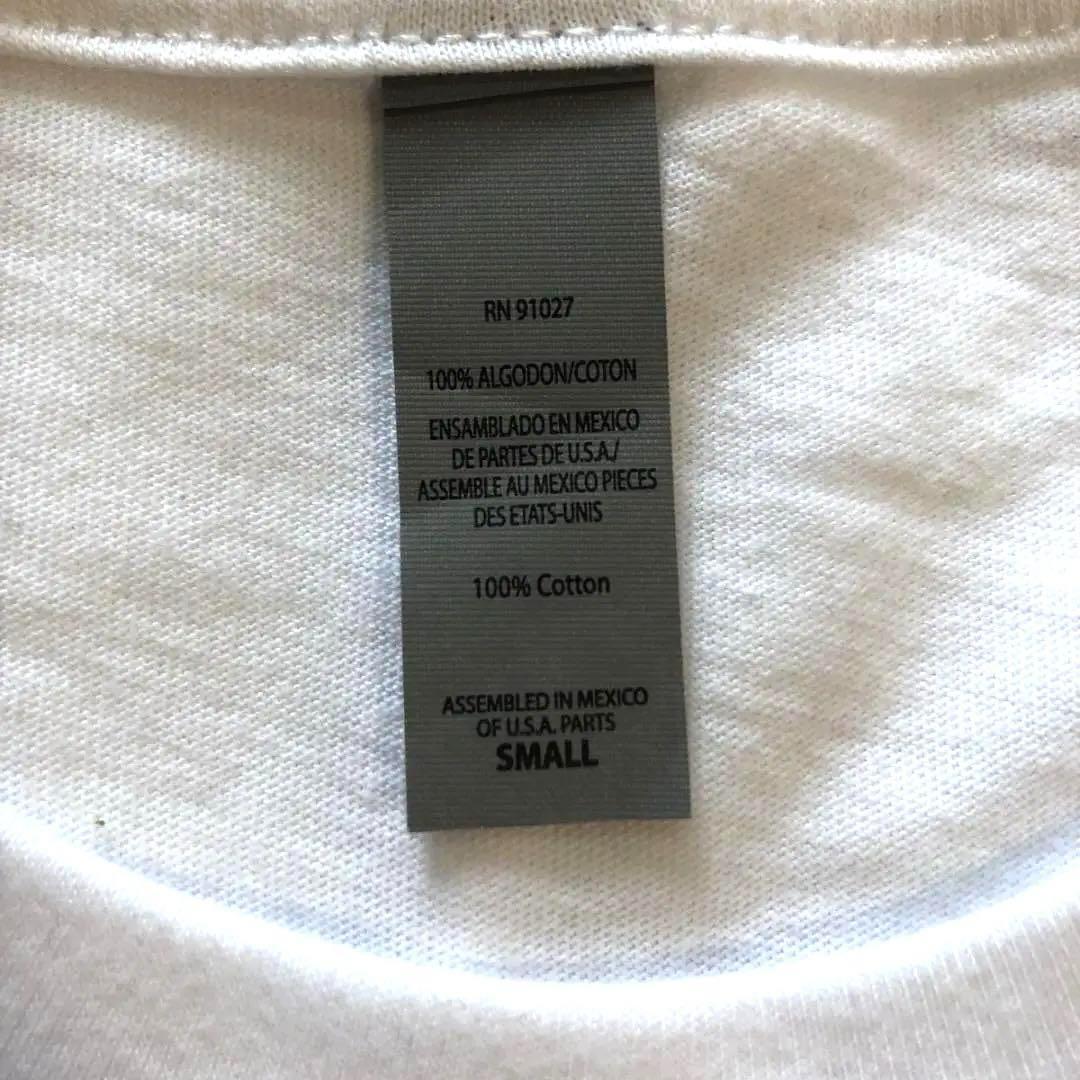 RN 91027
100% ALGODON/COTON
ENSAMBLADO EN MEXICO
DE PARTES DE U.S.A./
ASSEMBLE AU MEXICO PIECES
DES ETATS-UNIS
100% Cotton
ASSEMBLED IN MEXICO
OF U.S.A. PARTS
SMALL